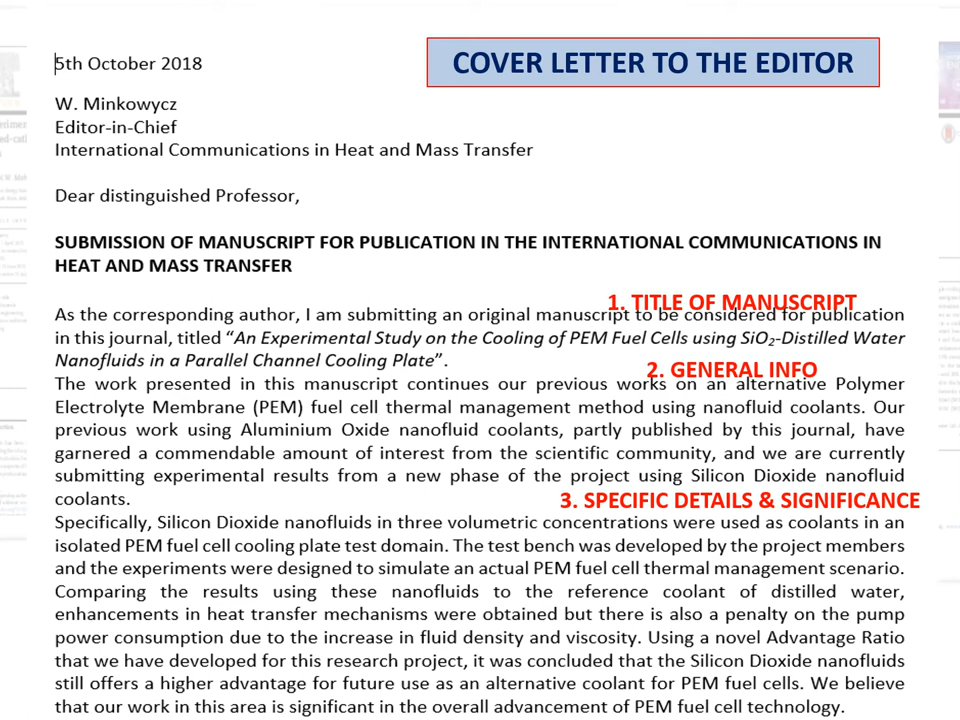 COVER LETTER TO THE EDITOR
5th October 2018
W. Minkowycz
Editor-in-Chief
International Communications in Heat and Mass Transfer
Dear distinguished Professor,
SUBMISSION OF MANUSCRIPT FOR PUBLICATION IN THE INTERNATIONAL COMMUNICATIONS IN
HEAT AND MASS TRANSFER
1. TITLE OF MANUSCRIPT
As the corresponding author, I am submitting an original manuscript to be considered for publication
in this journal, titled “An Experimental Study on the Cooling of PEM Fuel Cells using SiO₂-Distilled Water
Nanofluids in a Parallel Channel Cooling Plate”.
2. GENERAL INFO
The work presented in this manuscript continues our previous works on an alternative Polymer
Electrolyte Membrane (PEM) fuel cell thermal management method using nanofluid coolants. Our
previous work using Aluminium Oxide nanofluid coolants, partly published by this journal, have
garnered a commendable amount of interest from the scientific community, and we are currently
submitting experimental results from a new phase of the project using Silicon Dioxide nanofluid
coolants.
3. SPECIFIC DETAILS & SIGNIFICANCE
Specifically, Silicon Dioxide nanofluids in three volumetric concentrations were used as coolants in an
isolated PEM fuel cell cooling plate test domain. The test bench was developed by the project members
and the experiments were designed to simulate an actual PEM fuel cell thermal management scenario.
Comparing the results using these nanofluids to the reference coolant of distilled water,
enhancements in heat transfer mechanisms were obtained but there is also a penalty on the pump
power consumption due to the increase in fluid density and viscosity. Using a novel Advantage Ratio
that we have developed for this research project, it was concluded that the Silicon Dioxide nanofluids
still offers a higher advantage for future use as an alternative coolant for PEM fuel cells. We believe
that our work in this area is significant in the overall advancement of PEM fuel cell technology.